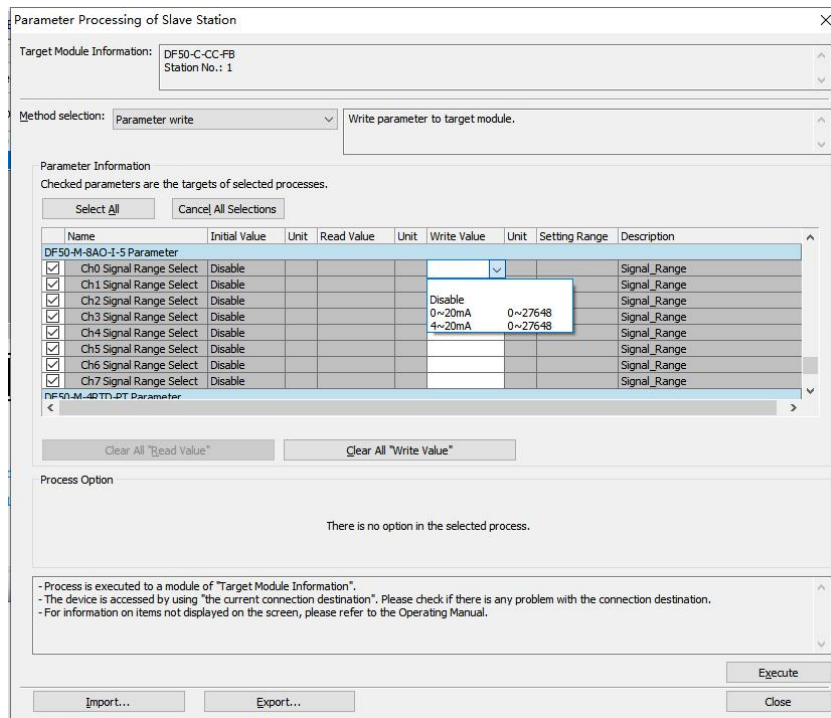 Parameter Processing of Slave Station
Target Module Information: DF50-C-CC-FB
Station No.: 1
Method selection: Parameter write Write parameter to target module.
Parameter Information
Checked parameters are the targets of selected processes.
Select All Cancel All Selections
Name Initial Value Unit Read Value Unit Write Value Unit Setting Range Description
DF50-M-8AO-I-5 Parameter
Ch0 Signal Range Select Disable Signal_Range
Ch1 Signal Range Select Disable Signal_Range
Ch2 Signal Range Select Disable Disable Signal_Range
Ch3 Signal Range Select Disable 0~20mA 0~27648 Signal_Range
Ch4 Signal Range Select Disable 4~20mA 0~27648 Signal_Range
Ch5 Signal Range Select Disable Signal_Range
Ch6 Signal Range Select Disable Signal_Range
Ch7 Signal Range Select Disable Signal_Range
DF50-M-4RTD-PT Parameter
Clear All "Read Value" Clear All "Write Value"
Process Option
There is no option in the selected process.
- Process is executed to a module of "Target Module Information".
- The device is accessed by using "the current connection destination". Please check if there is any problem with the connection destination.
- For information on items not displayed on the screen, please refer to the Operating Manual.
Execute
Import... Export... Close